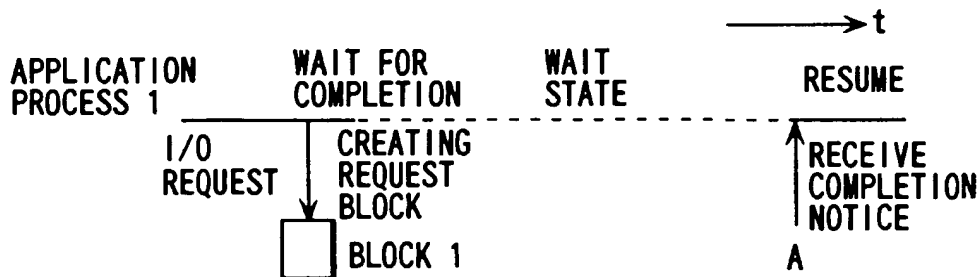 t
APPLICATION
PROCESS 1
WAIT FOR
COMPLETION
WAIT
STATE
RESUME
I/O
REQUEST
CREATING
REQUEST
BLOCK
BLOCK 1
RECEIVE
COMPLETION
NOTICE
A